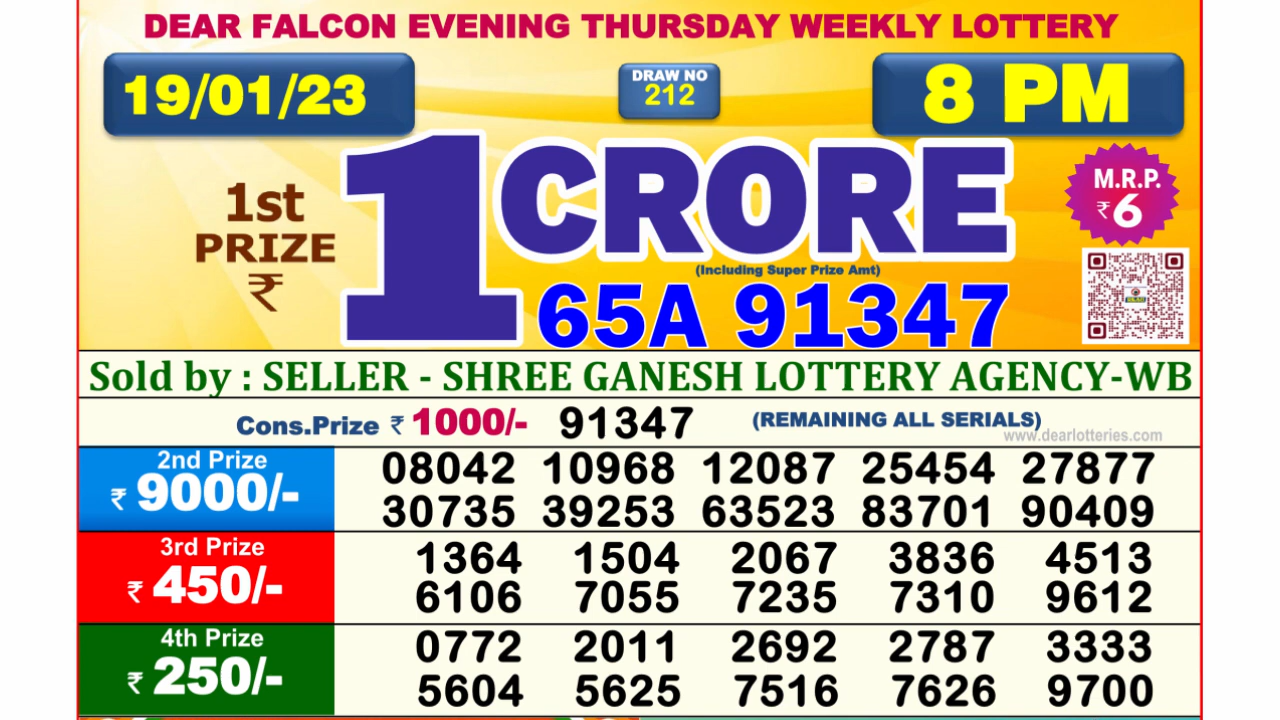 DEAR FALCON EVENING THURSDAY WEEKLY LOTTERY
19/01/23
DRAW NO
212
8 PM
1st
PRIZE
₹
1 CRORE
(Including Super Prize Amt)
65A 91347
M.R.P.
₹6
Sold by : SELLER - SHREE GANESH LOTTERY AGENCY-WB
Cons.Prize ₹ 1000/- 91347 (REMAINING ALL SERIALS)
www.dearlotteries.com
2nd Prize
₹ 9000/-
08042 10968 12087 25454 27877
30735 39253 63523 83701 90409
3rd Prize
₹ 450/-
1364 1504 2067 3836 4513
6106 7055 7235 7310 9612
4th Prize
₹ 250/-
0772 2011 2692 2787 3333
5604 5625 7516 7626 9700